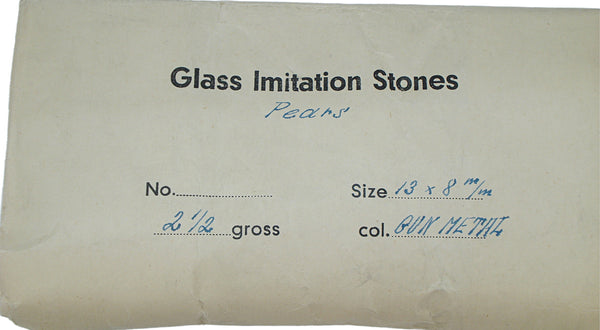 Glass Imitation Stones
Pears
No. Size 13 x 8 m/m
2 1/2 gross col. GUN METAL